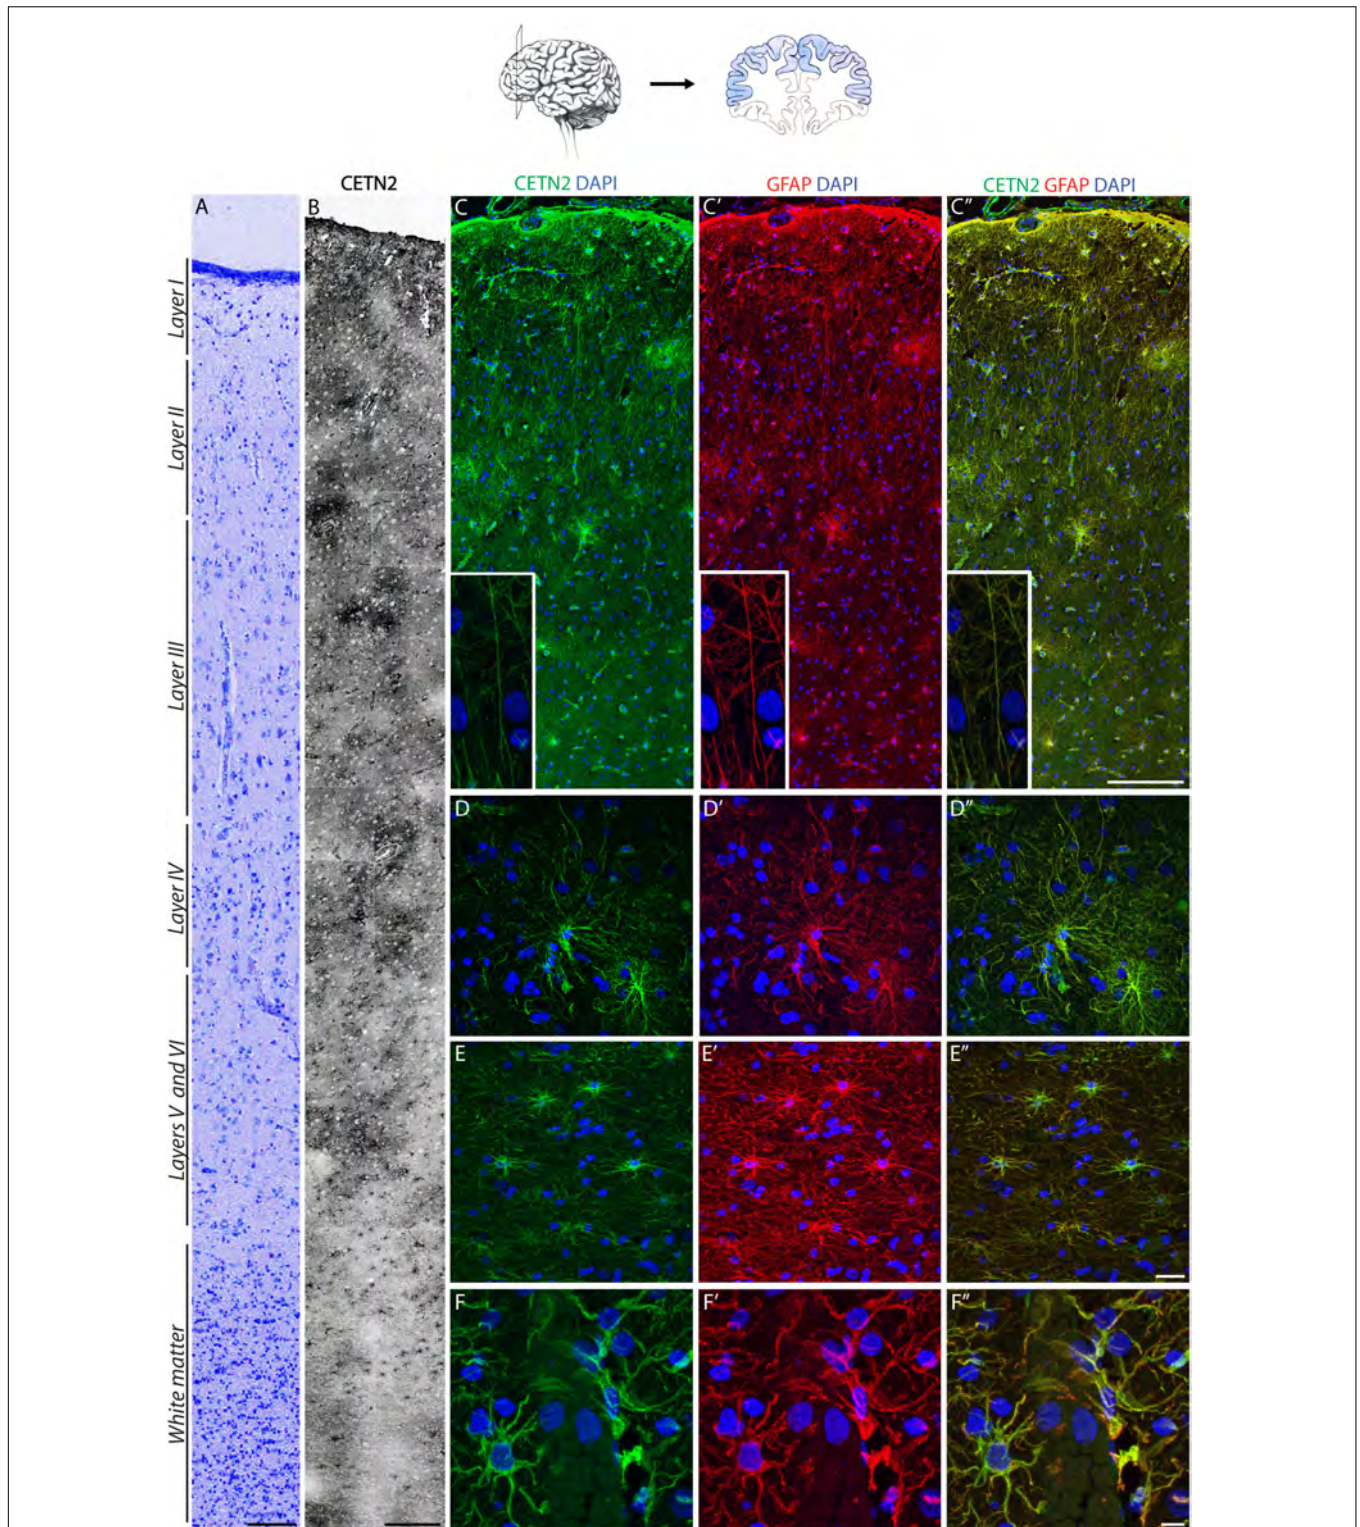 CETN2
CETN2 DAPI
GFAP DAPI
CETN2 GFAP DAPI
A
B
C
C'
C"
Layer I
Layer II
Layer III
Layer IV
Layers V and VI
White matter
D
D'
D"
E
E'
E"
F
F'
F"